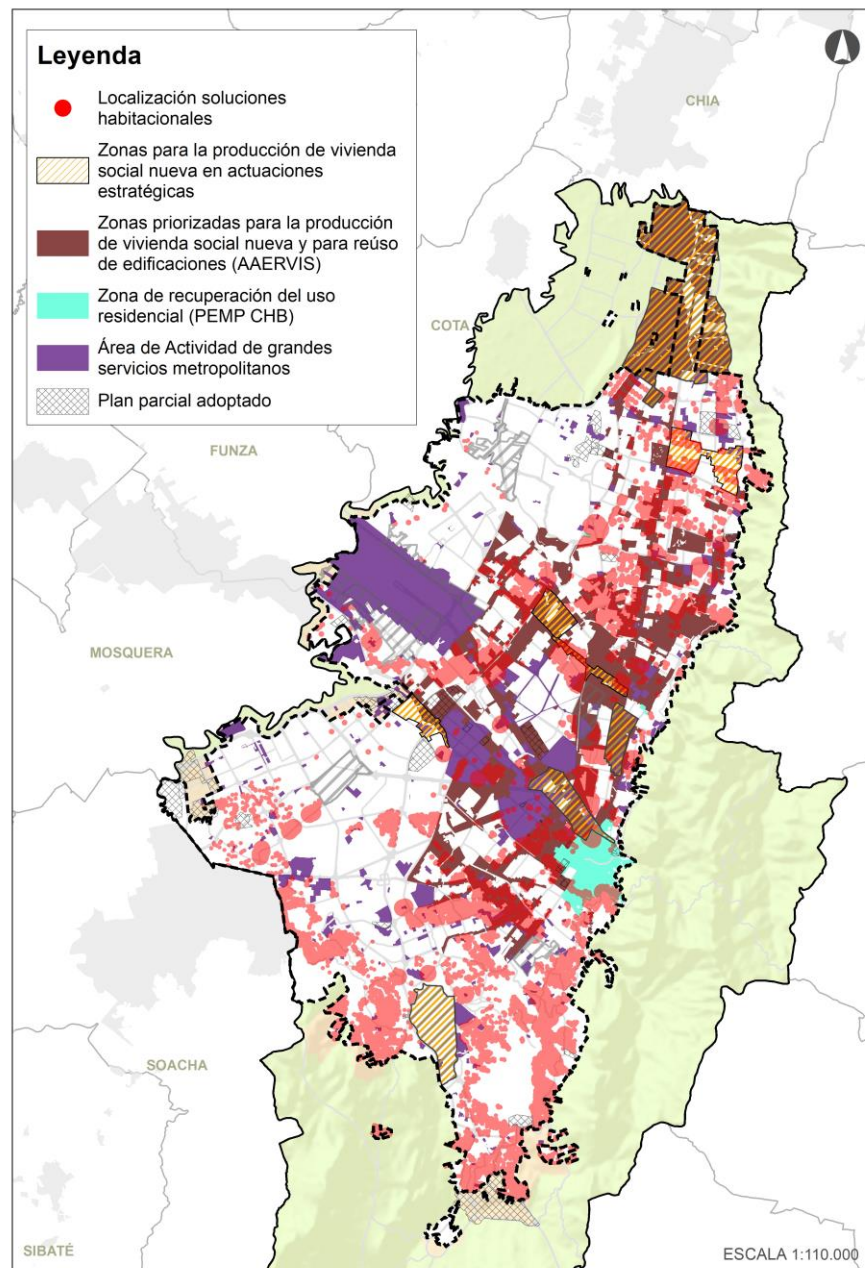 Leyenda
Localización soluciones
habitacionales
Zonas para la producción de vivienda
social nueva en actuaciones
estratégicas
Zonas priorizadas para la producción
de vivienda social nueva y para reúso
de edificaciones (AAERVIS)
Zona de recuperación del uso
residencial (PEMP CHB)
Área de Actividad de grandes
servicios metropolitanos
Plan parcial adoptado
CHIA
COTA
FUNZA
MOSQUERA
SOACHA
SIBATÉ
ESCALA 1:110.000